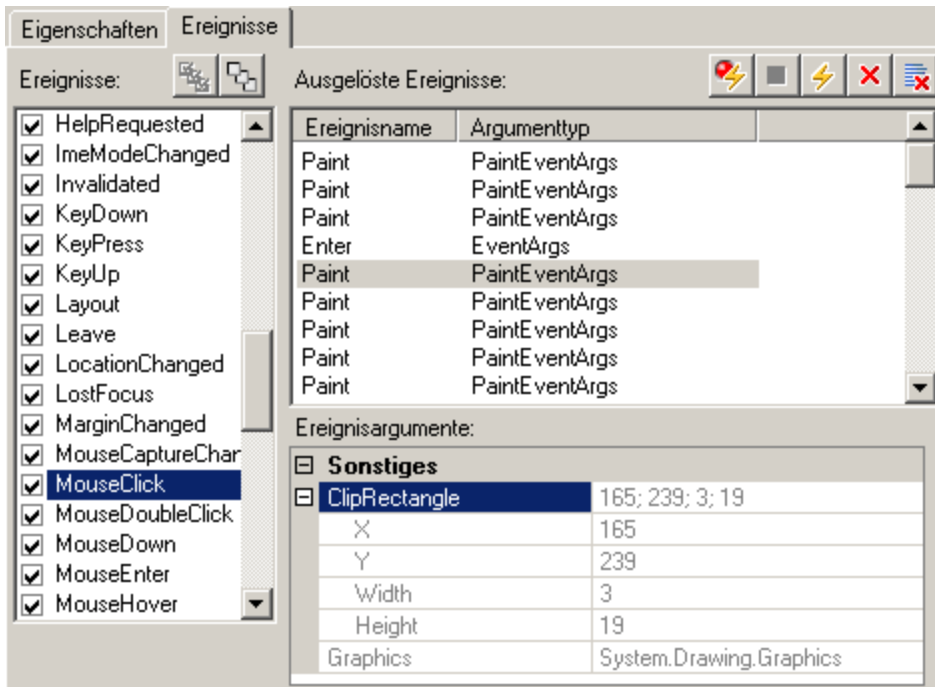 Eigenschaften
Ereignisse
Ereignisse:
HelpRequested
ImeModeChanged
Invalidated
KeyDown
KeyPress
KeyUp
Layout
Leave
LocationChanged
LostFocus
MarginChanged
MouseCaptureChar
MouseClick
MouseDoubleClick
MouseDown
MouseEnter
MouseHover
Ausgelöste Ereignisse:
Ereignisname Argumenttyp
Paint PaintEventArgs
Paint PaintEventArgs
Paint PaintEventArgs
Enter EventArgs
Paint PaintEventArgs
Paint PaintEventArgs
Paint PaintEventArgs
Paint PaintEventArgs
Paint PaintEventArgs
Ereignisargumente:
Sonstiges
ClipRectangle 165; 239; 3; 19
X 165
Y 239
Width 3
Height 19
Graphics System.Drawing.Graphics